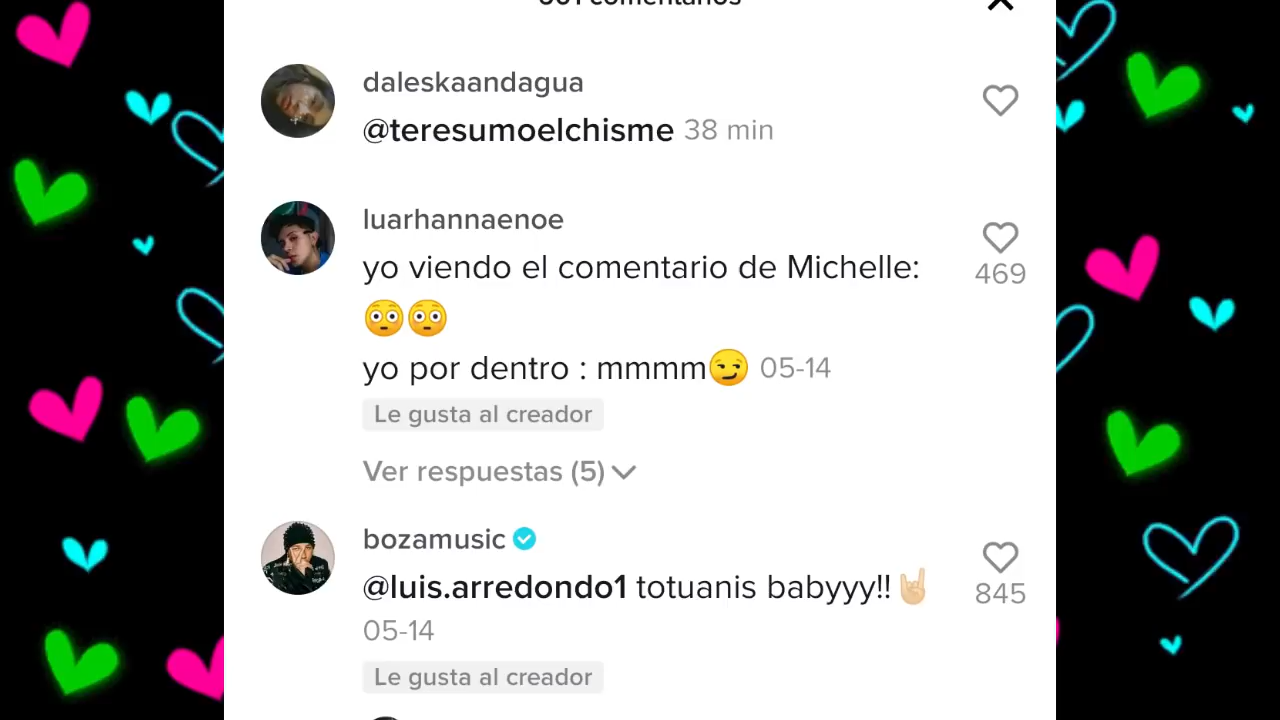 comentarios
daleskaandagua
@teresumoelchisme 38 min
luarhannaenoe
yo viendo el comentario de Michelle:
😳😳
469
yo por dentro : mmmm😏 05-14
Le gusta al creador
Ver respuestas (5)
bozamusic
@luis.arredondo1 totuanis babyyy!!🤘🏼
845
05-14
Le gusta al creador